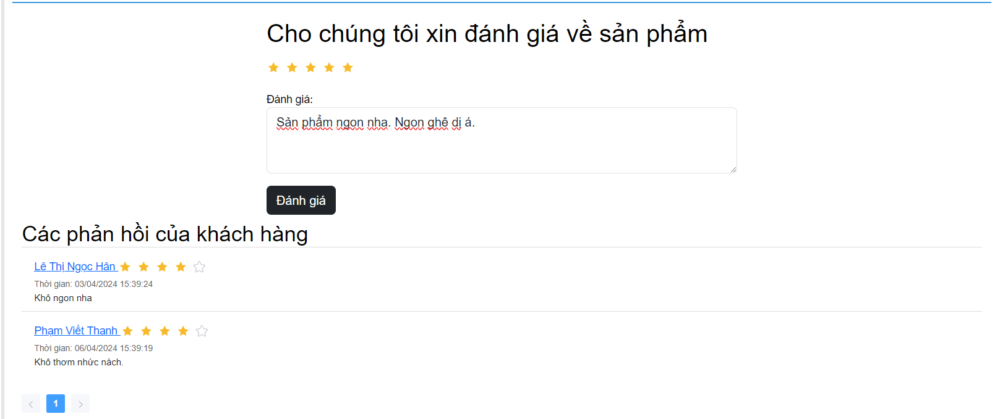 Cho chúng tôi xin đánh giá về sản phẩm
Đánh giá:
Sản phẩm ngon nha. Ngon ghê dị á.
Đánh giá
Các phản hồi của khách hàng
Lê Thị Ngọc Hân
Thời gian: 03/04/2024 15:39:24
Khô ngon nha
Phạm Viết Thanh
Thời gian: 06/04/2024 15:39:19
Khô thơm nhức nách.
1